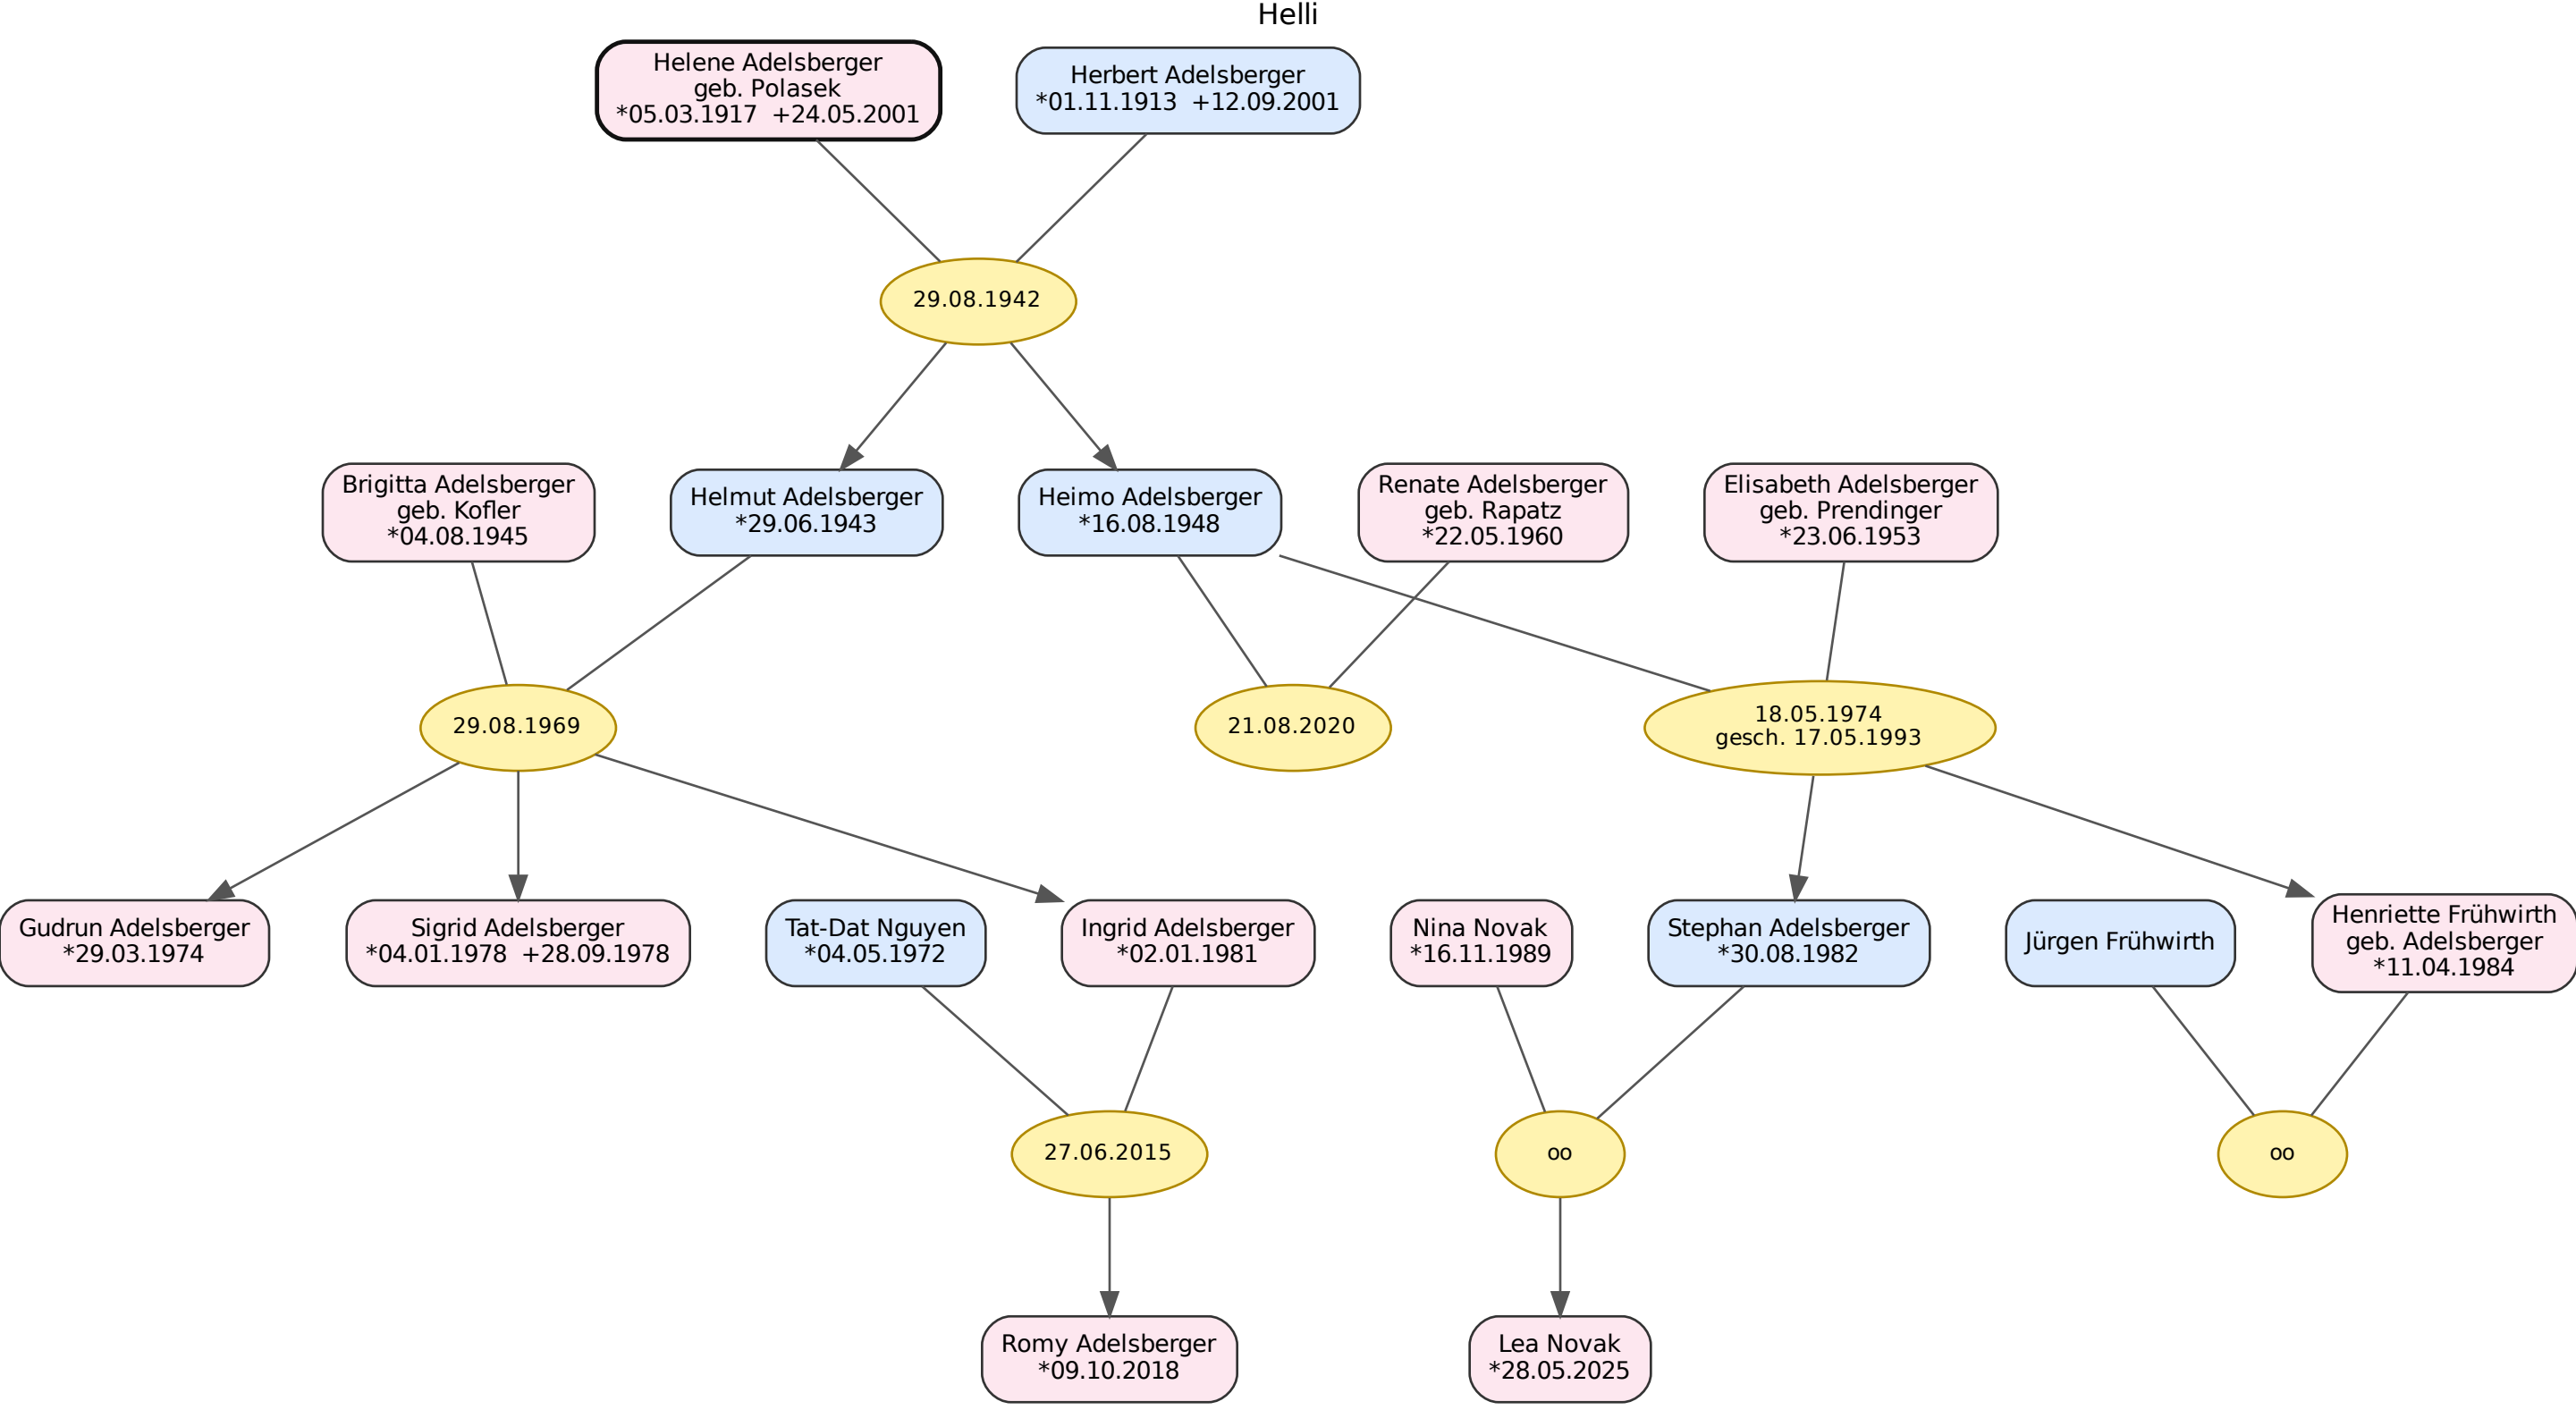 Helli
Helene Adelsberger
geb. Polasek
*05.03.1917  +24.05.2001
Herbert Adelsberger
*01.11.1913  +12.09.2001
29.08.1942
Brigitta Adelsberger
geb. Kofler
*04.08.1945
Helmut Adelsberger
*29.06.1943
Heimo Adelsberger
*16.08.1948
Renate Adelsberger
geb. Rapatz
*22.05.1960
Elisabeth Adelsberger
geb. Prendinger
*23.06.1953
29.08.1969
21.08.2020
18.05.1974
gesch. 17.05.1993
Gudrun Adelsberger
*29.03.1974
Sigrid Adelsberger
*04.01.1978  +28.09.1978
Tat-Dat Nguyen
*04.05.1972
Ingrid Adelsberger
*02.01.1981
Nina Novak
*16.11.1989
Stephan Adelsberger
*30.08.1982
Jürgen Frühwirth
Henriette Frühwirth
geb. Adelsberger
*11.04.1984
27.06.2015
oo
oo
Romy Adelsberger
*09.10.2018
Lea Novak
*28.05.2025